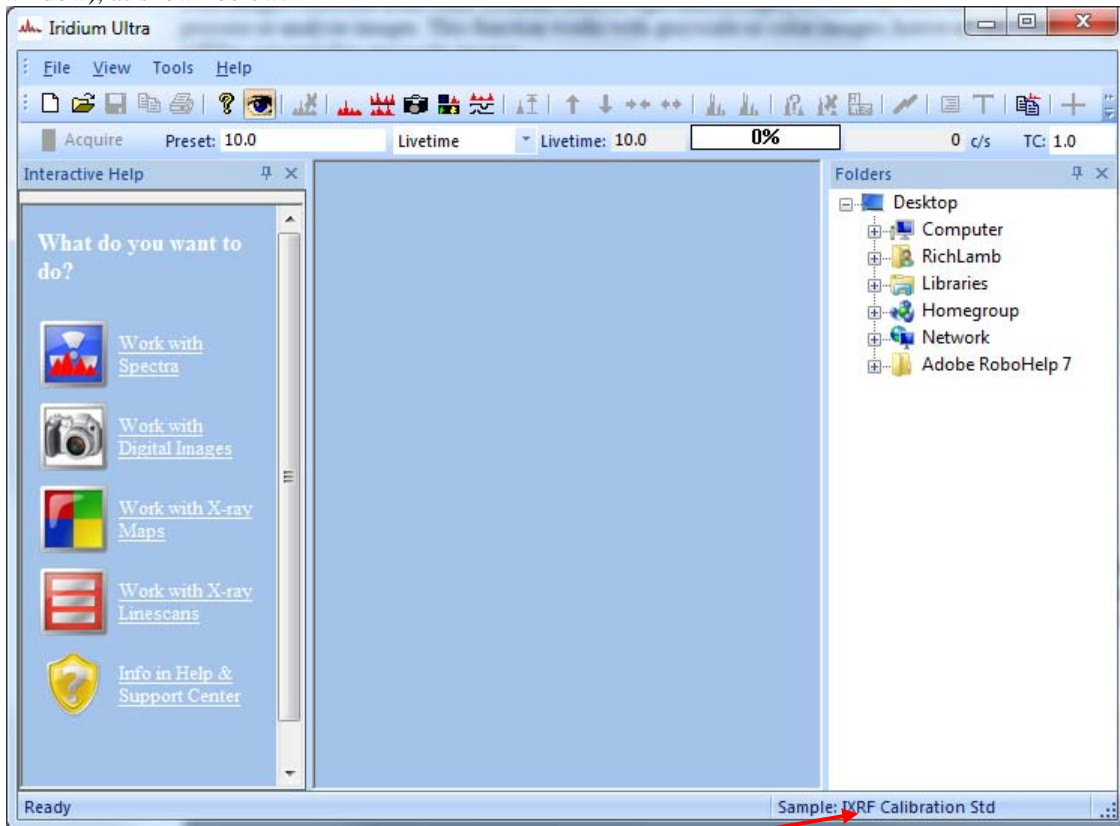 Iridium Ultra
File View Tools Help
Acquire Preset: 10.0 Livetime Livetime: 10.0 0% 0 c/s TC: 1.0
Interactive Help
Folders
What do you want to
do?
Work with
Spectra
Work with
Digital Images
Work with X-ray
Maps
Work with X-ray
Linescans
Info in Help &
Support Center
Desktop
Computer
RichLamb
Libraries
Homegroup
Network
Adobe RoboHelp 7
Ready
Sample: IXRF Calibration Std